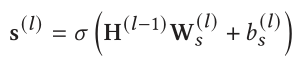 s^{(l)} = σ(H^{(l-1)} W_s^{(l)} + b_s^{(l)})